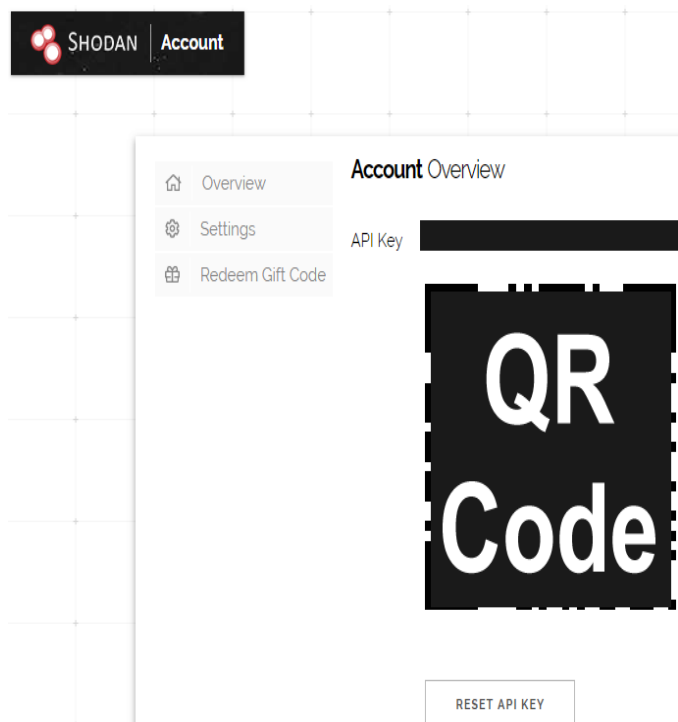 SHODAN Account
Account Overview
Overview
Settings
Redeem Gift Code
API Key
QR
Code
RESET API KEY